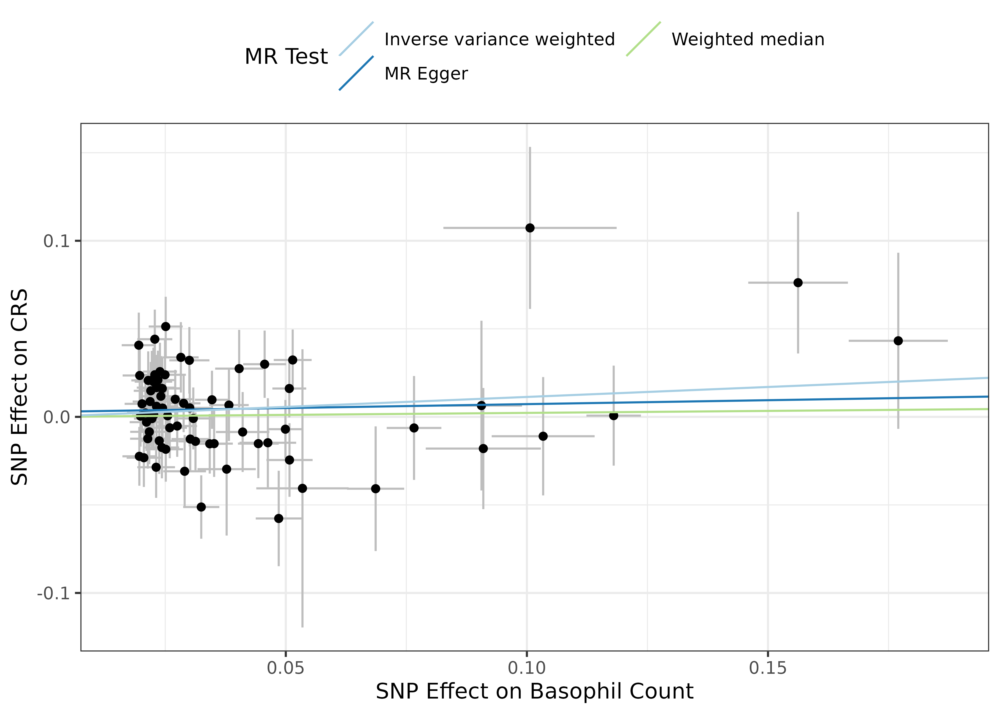 MR Test
Inverse variance weighted
Weighted median
MR Egger
SNP Effect on CRS
0.1
0.0
-0.1
0.05
0.10
0.15
SNP Effect on Basophil Count